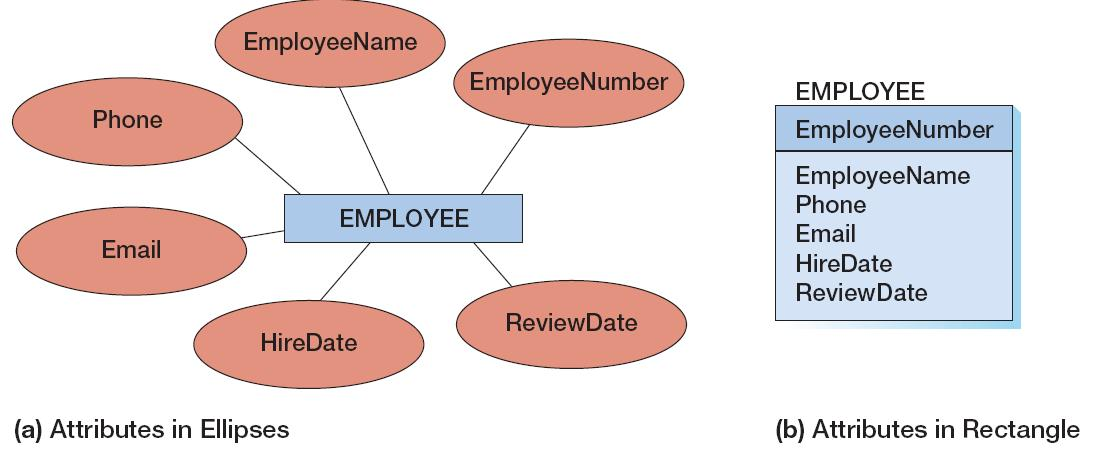 EmployeeName
EmployeeNumber
Phone
EMPLOYEE
Email
HireDate
ReviewDate
(a) Attributes in Ellipses
EMPLOYEE
EmployeeNumber
EmployeeName
Phone
Email
HireDate
ReviewDate
(b) Attributes in Rectangle